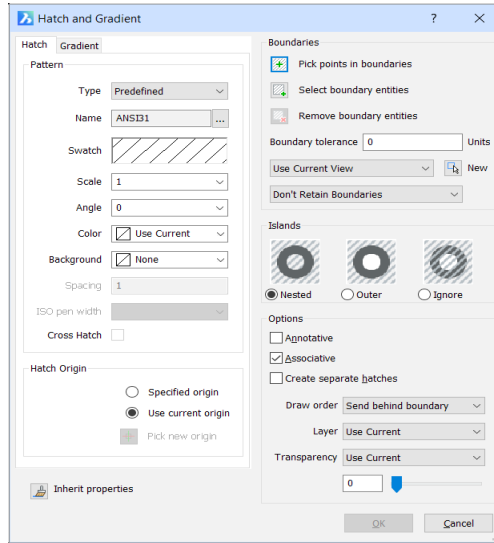 Hatch and Gradient
Hatch Gradient
Pattern
Type Predefined
Name ANSI31 ...
Swatch
Scale 1
Angle 0
Color Use Current
Background None
Spacing 1
ISO pen width
Cross Hatch
Hatch Origin
Specified origin
Use current origin
Pick new origin
Inherit properties
Boundaries
Pick points in boundaries
Select boundary entities
Remove boundary entities
Boundary tolerance 0 Units
Use Current View New
Don't Retain Boundaries
Islands
Nested Outer Ignore
Options
Annotative
Associative
Create separate hatches
Draw order Send behind boundary
Layer Use Current
Transparency Use Current
0
OK Cancel